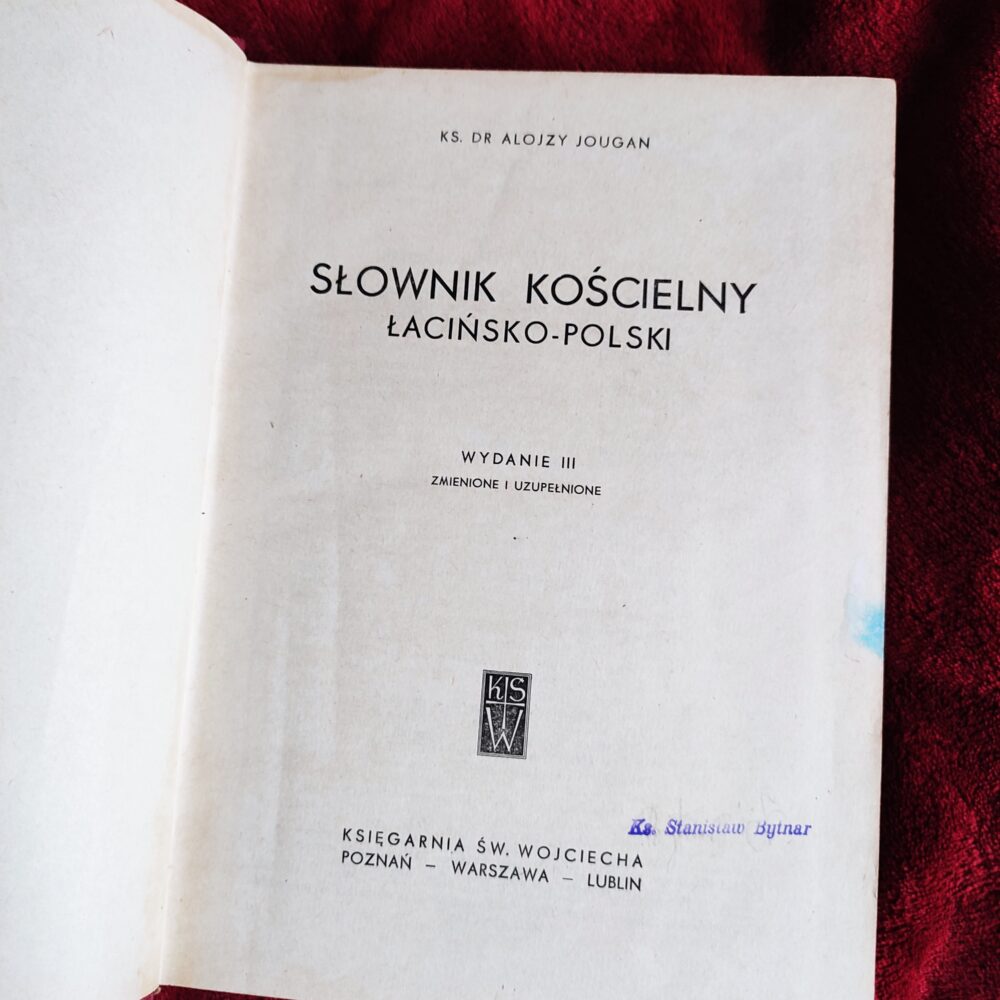 KS. DR ALOJZY JOUGAN
SŁOWNIK KOŚCIELNY
ŁACIŃSKO-POLSKI
WYDANIE III
ZMIENIONE I UZUPEŁNIONE
KS
W
Ks. Stanisław Bytnar
KSIĘGARNIA ŚW. WOJCIECHA
POZNAŃ – WARSZAWA – LUBLIN